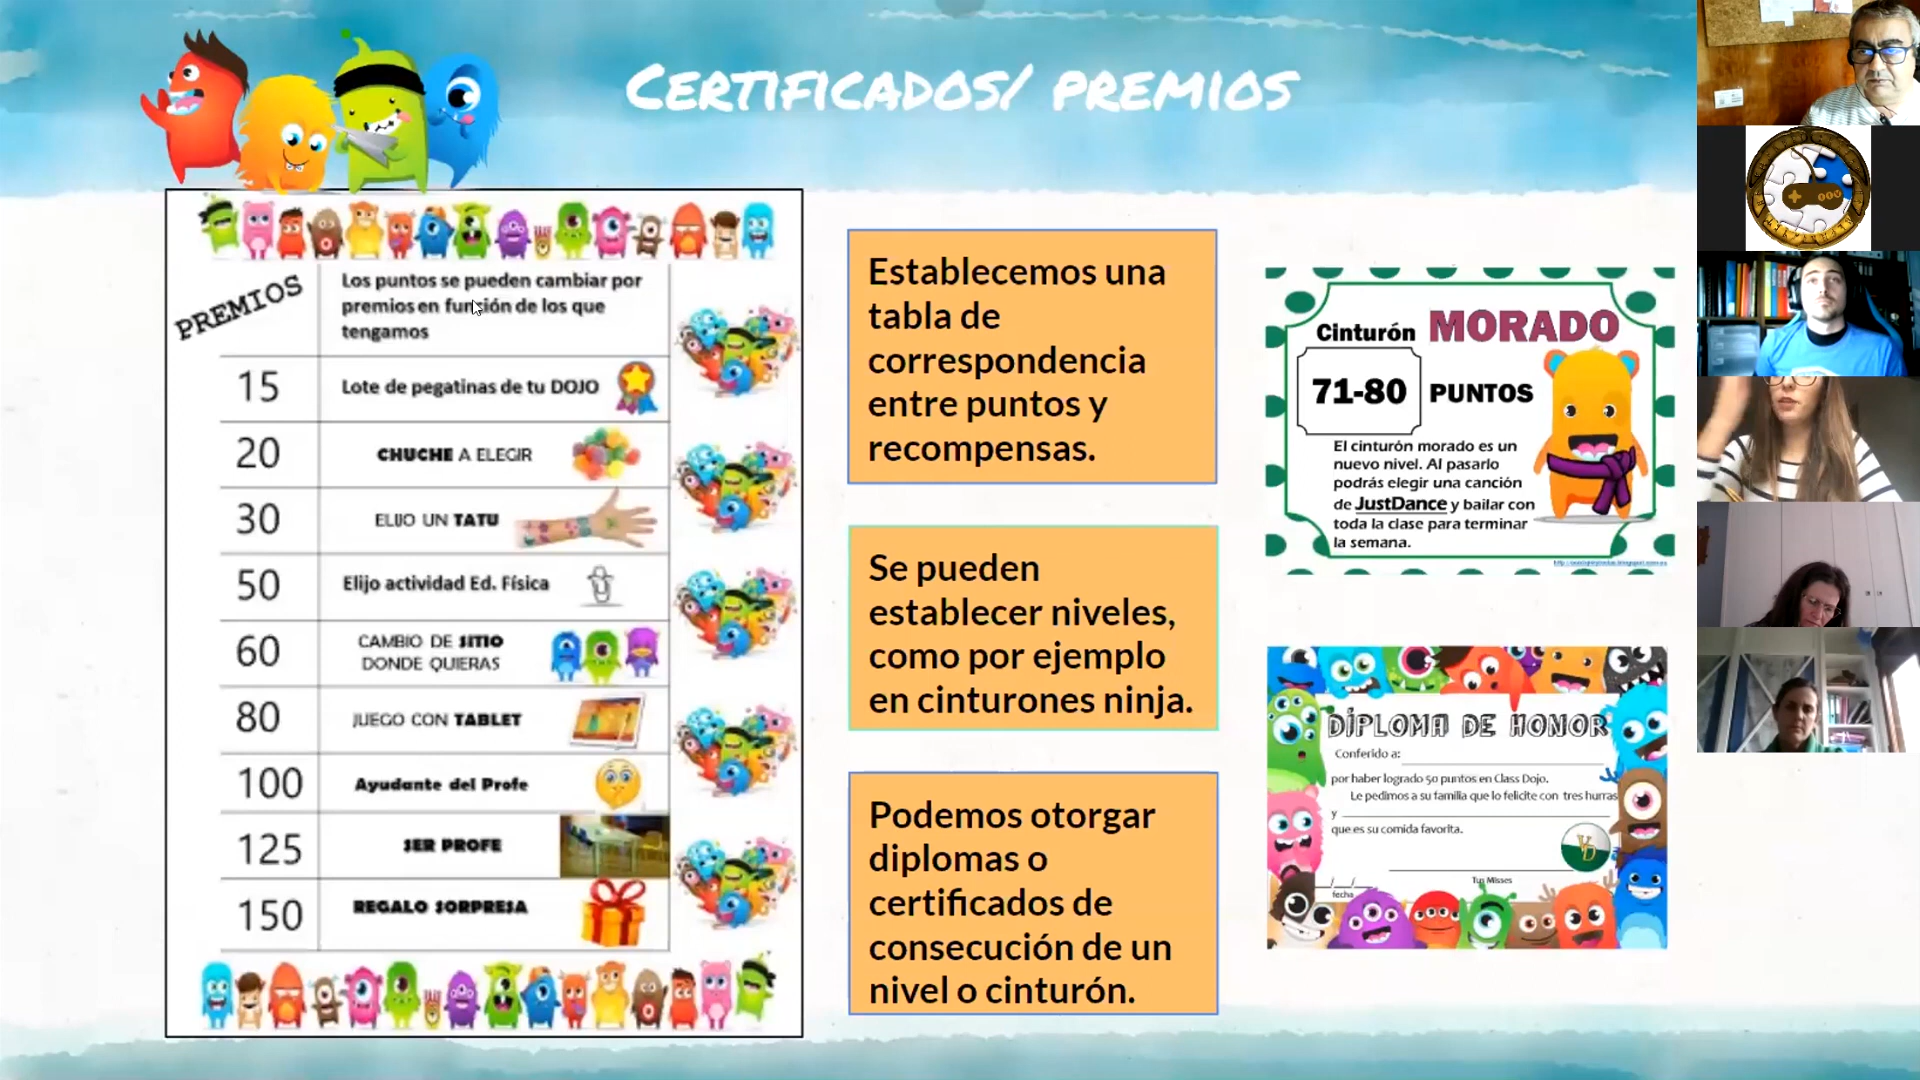 CERTIFICADOS/ PREMIOS
PREMIOS
Los puntos se pueden cambiar por
premios en función de los que
tengamos
15 Lote de pegatinas de tu DOJO
20 CHUCHE A ELEGIR
30 ELIJO UN TATU
50 Elijo actividad Ed. Física
60 CAMBIO DE SITIO
DONDE QUIERAS
80 JUEGO CON TABLET
100 Ayudante del Profe
125 SER PROFE
150 REGALO SORPRESA
Establecemos una
tabla de
correspondencia
entre puntos y
recompensas.
Se pueden
establecer niveles,
como por ejemplo
en cinturones ninja.
Podemos otorgar
diplomas o
certificados de
consecución de un
nivel o cinturón.
Cinturón MORADO
71-80 PUNTOS
El cinturón morado es un
nuevo nivel. Al pasarlo
podrás elegir una canción
de JustDance y bailar con
toda la clase para terminar
la semana.
DIPLOMA DE HONOR
Conferido a:
por haber logrado 50 puntos en Class Dojo.
Le pedimos a su familia que lo felicite con tres hurras
y
que es su comida favorita.
VD
Tus Misses
fecha